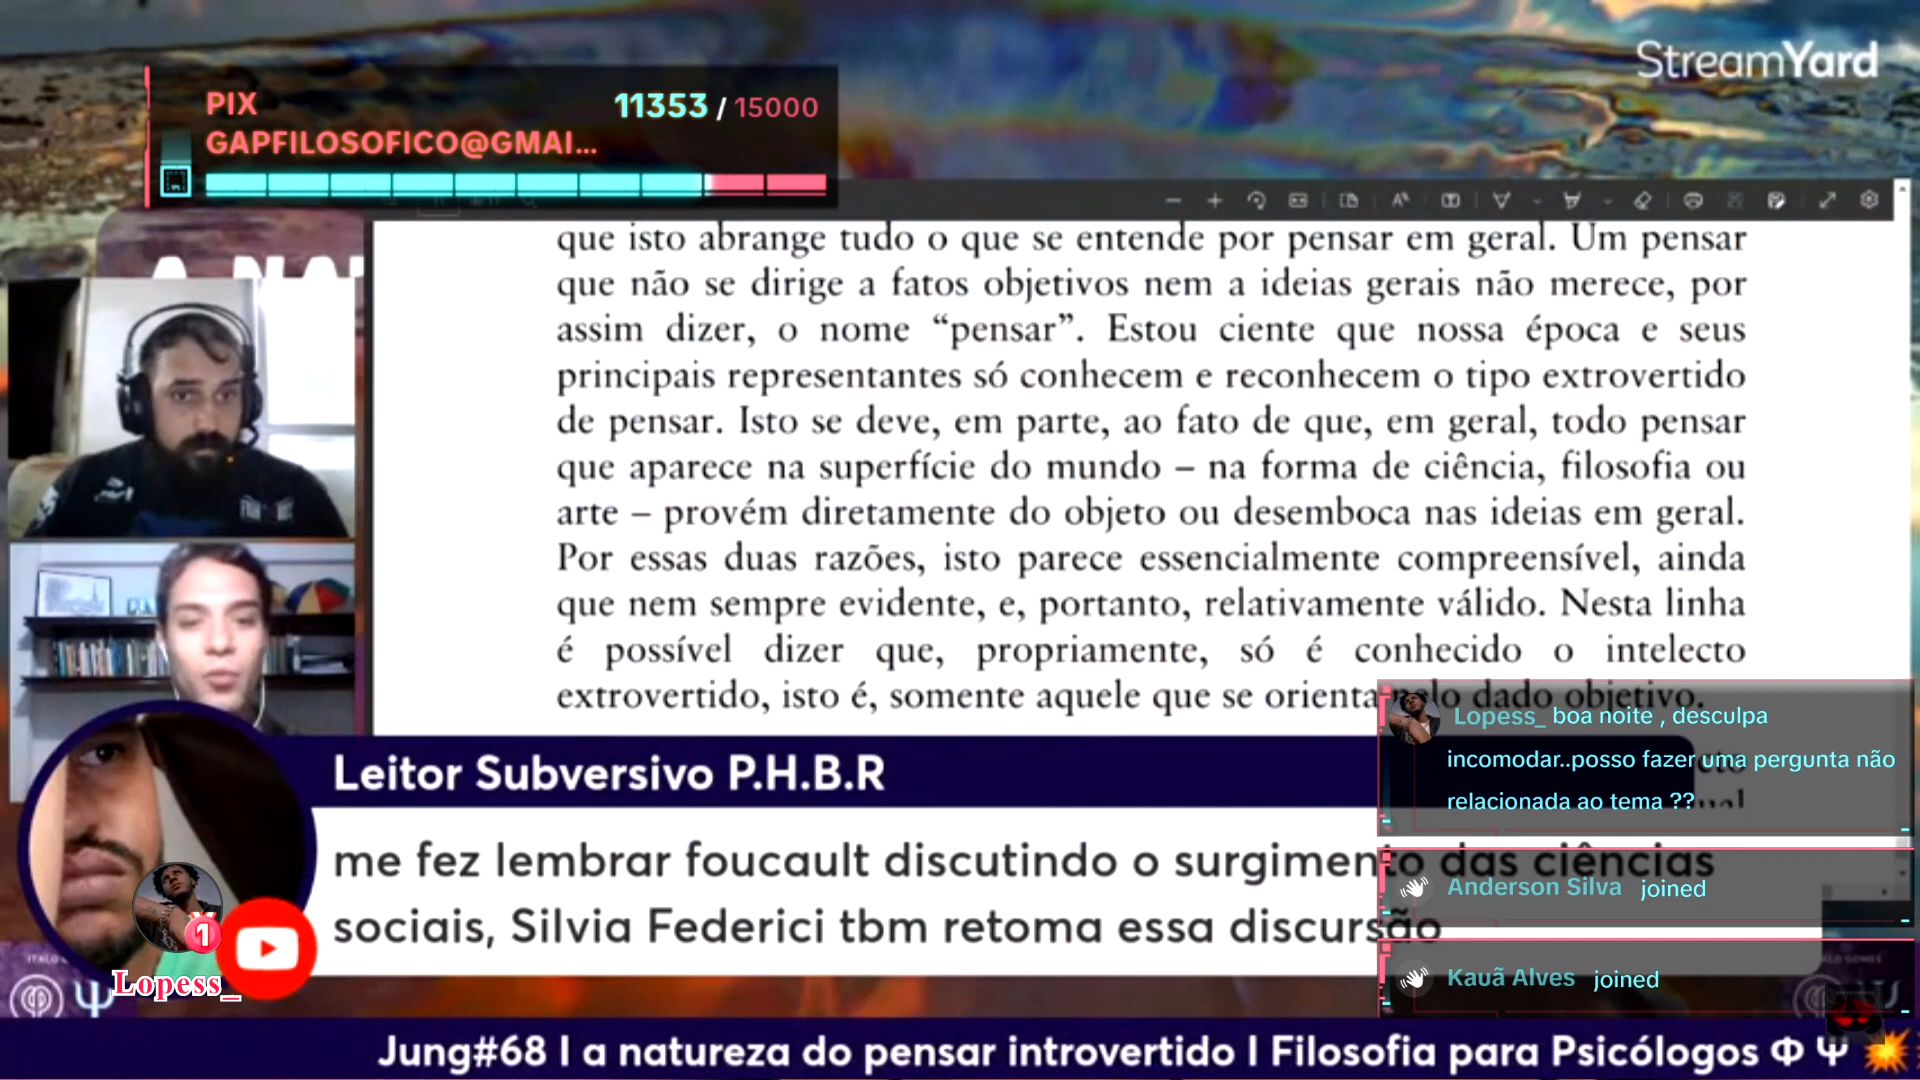 StreamYard
PIX
11353 / 15000
GAPFILOSOFICO@GMAI...
que isto abrange tudo o que se entende por pensar em geral. Um pensar
que não se dirige a fatos objetivos nem a ideias gerais não merece, por
assim dizer, o nome “pensar”. Estou ciente que nossa época e seus
principais representantes só conhecem e reconhecem o tipo extrovertido
de pensar. Isto se deve, em parte, ao fato de que, em geral, todo pensar
que aparece na superfície do mundo – na forma de ciência, filosofia ou
arte – provém diretamente do objeto ou desemboca nas ideias em geral.
Por essas duas razões, isto parece essencialmente compreensível, ainda
que nem sempre evidente, e, portanto, relativamente válido. Nesta linha
é possível dizer que, propriamente, só é conhecido o intelecto
extrovertido, isto é, somente aquele que se orienta pelo dado objetivo.
Leitor Subversivo P.H.B.R
me fez lembrar foucault discutindo o surgimento das ciências
sociais, Silvia Federici tbm retoma essa discursão
Lopess_ boa noite , desculpa
incomodar..posso fazer uma pergunta não
relacionada ao tema ??
Anderson Silva joined
Kauã Alves joined
1
Lopess_
Jung#68 I a natureza do pensar introvertido I Filosofia para Psicólogos Φ Ψ 💥